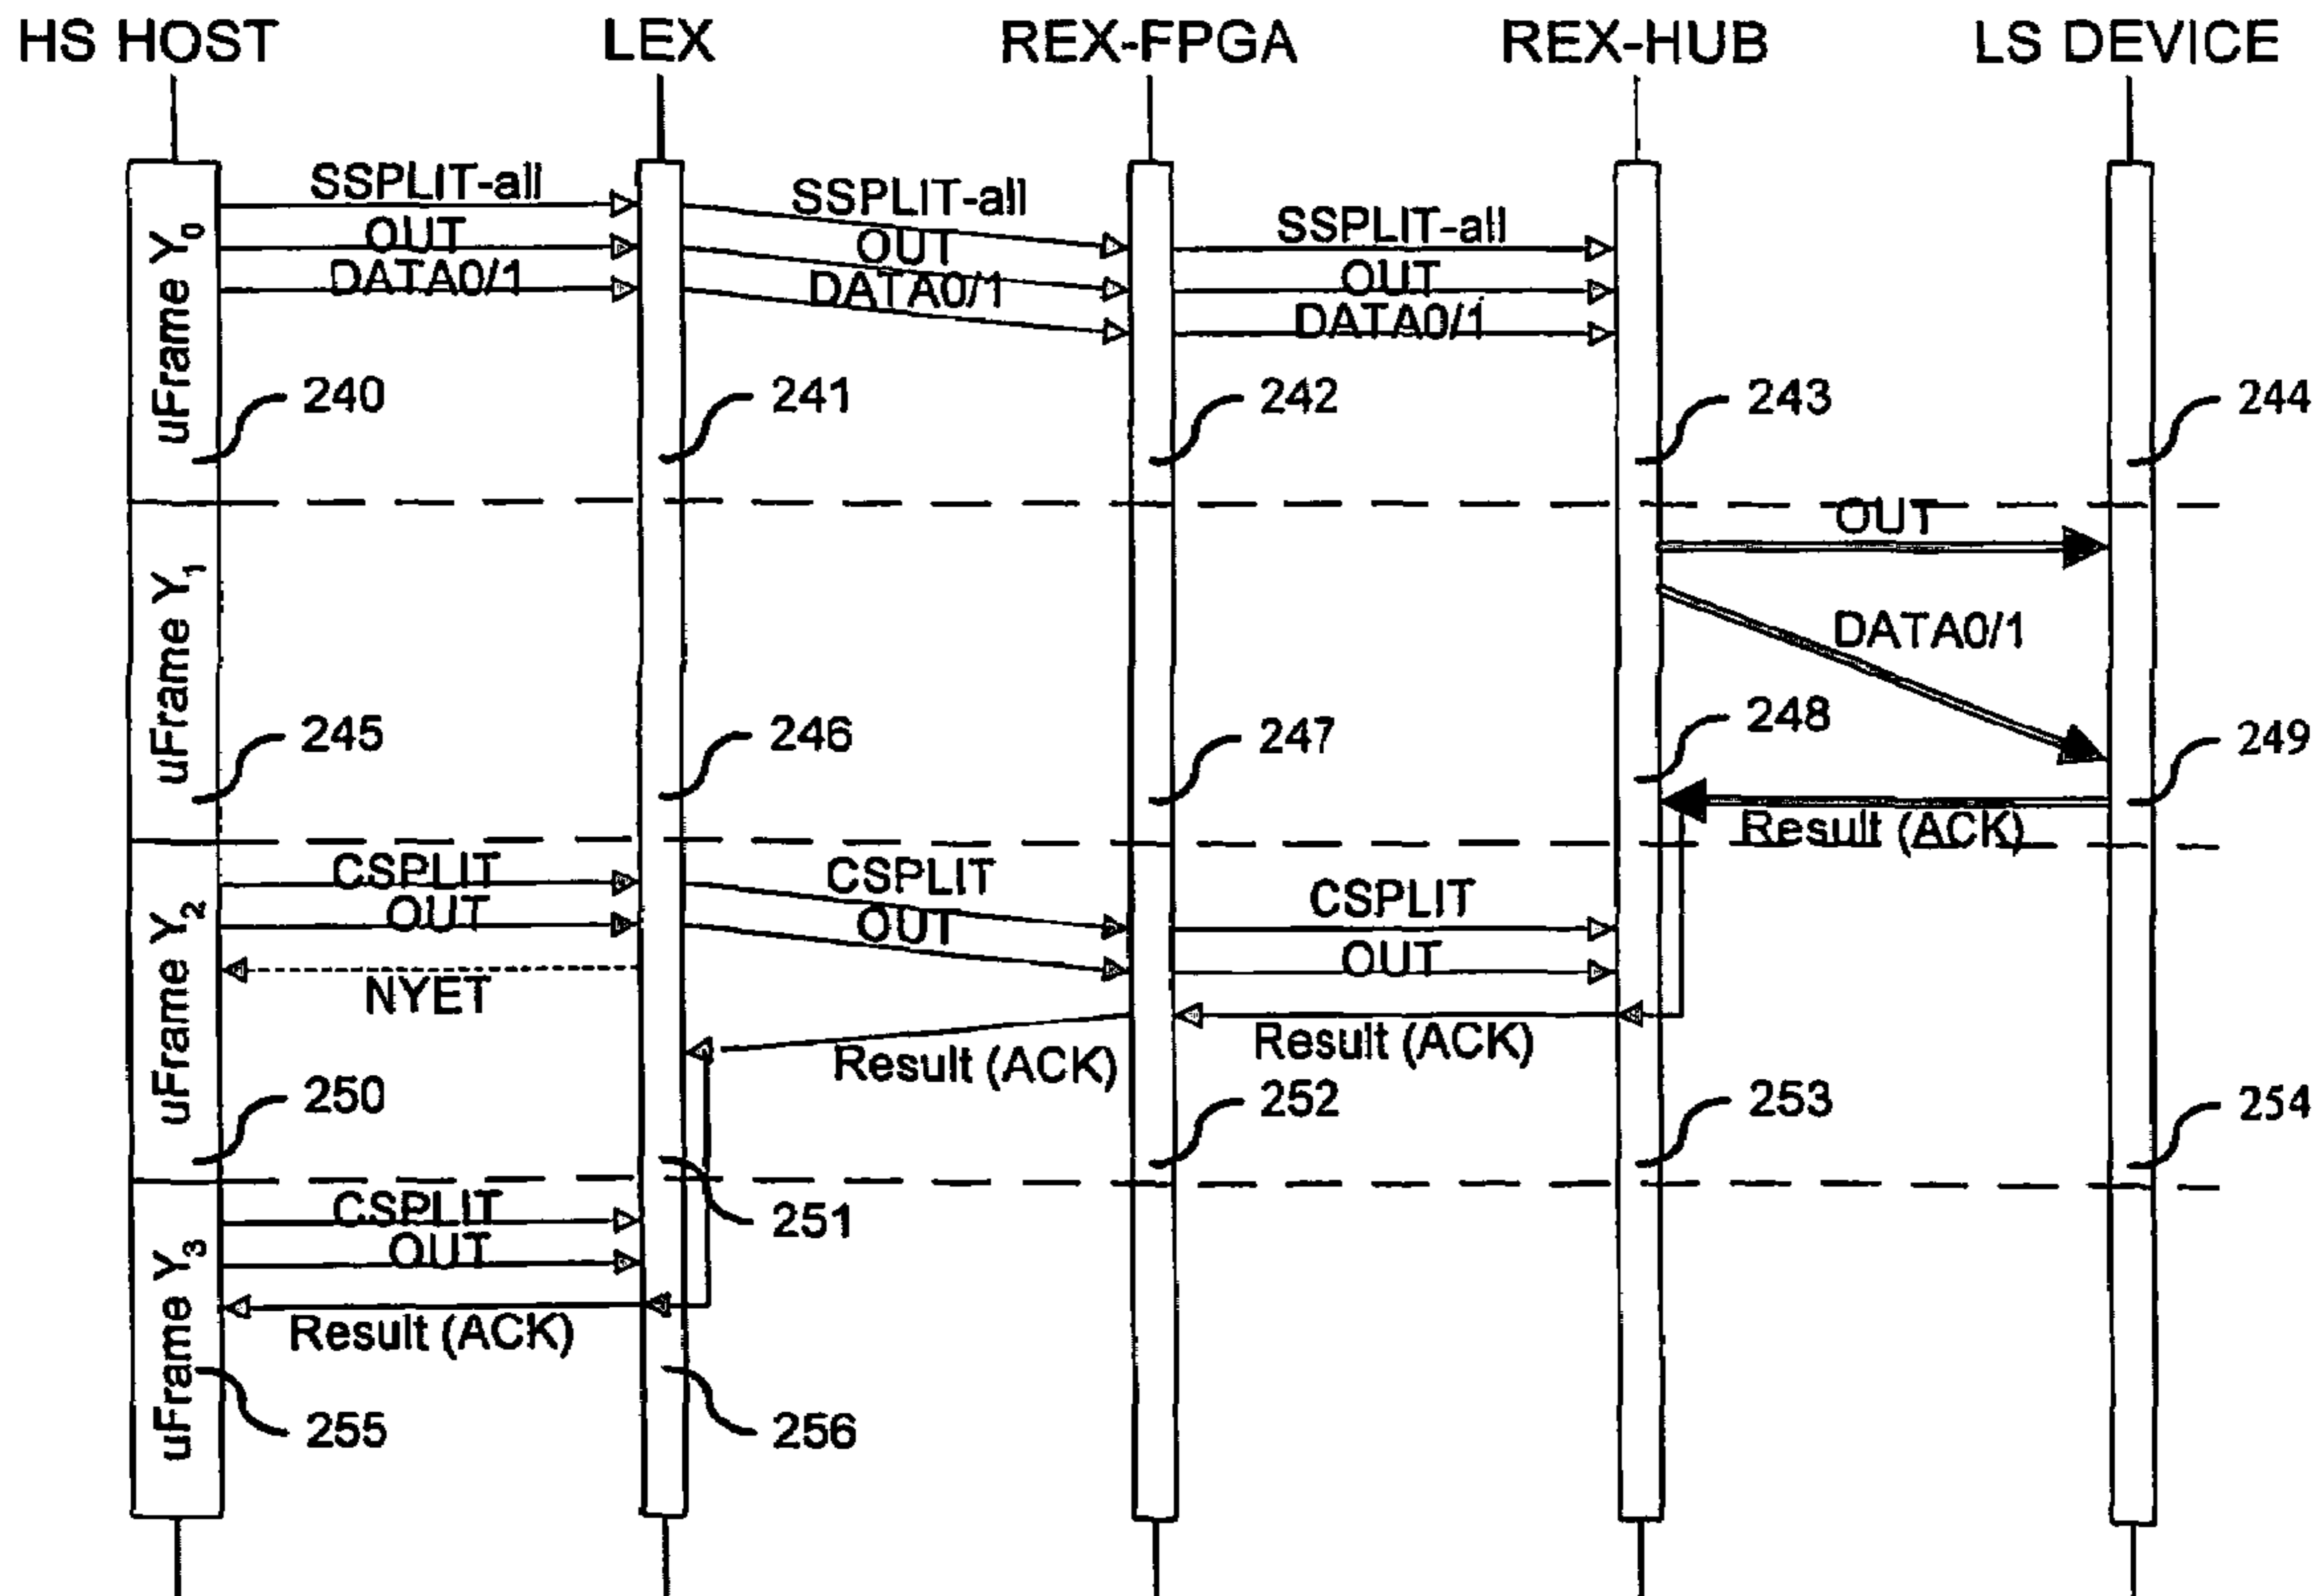 HS HOST LEX REX-FPGA REX-HUB LS DEVICE
uFrame Y0
SSPLIT-all SSPLIT-all SSPLIT-all
OUT OUT OUT
DATA0/1 DATA0/1 DATA0/1
240 241 242 243 244
uFrame Y1
OUT
DATA0/1
245 246 247 248 249
Result (ACK)
uFrame Y2
CSPLIT CSPLIT CSPLIT
OUT OUT OUT
NYET
Result (ACK) Result (ACK)
250 252 253 254
251
uFrame Y3
CSPLIT
OUT
Result (ACK)
255 256